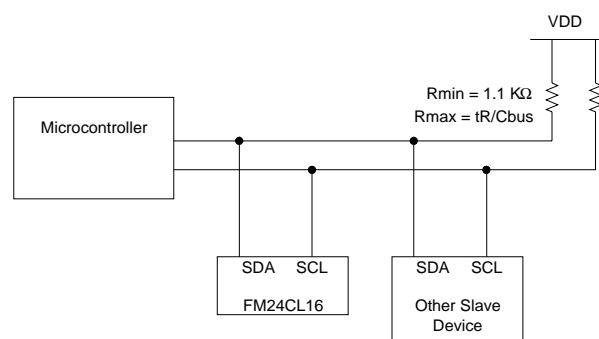 VDD
Rmin = 1.1 KΩ
Rmax = tR/Cbus
Microcontroller
SDA SCL
FM24CL16
SDA SCL
Other Slave
Device